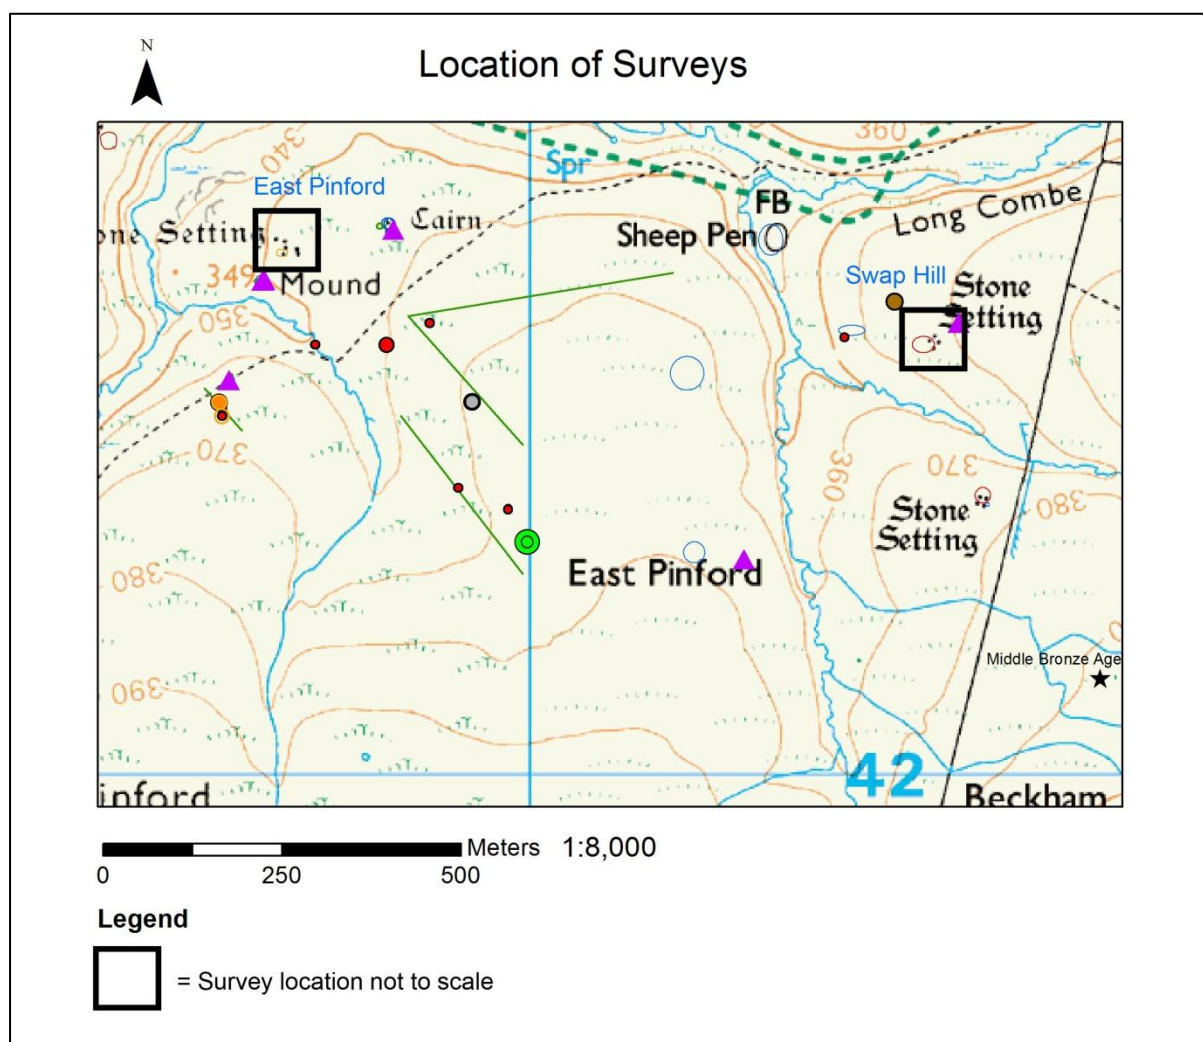 N
Location of Surveys
340
360
Spr
East Pinford
FB
Long Combe
one Setting
Cairn
Sheep Pen
349
Mound
Swap Hill
Stone
Setting
350
370
360
370
380
Stone
Setting
380
East Pinford
Middle Bronze Age
390
42
inford
Beckham
Meters 1:8,000
0 250 500
Legend
= Survey location not to scale